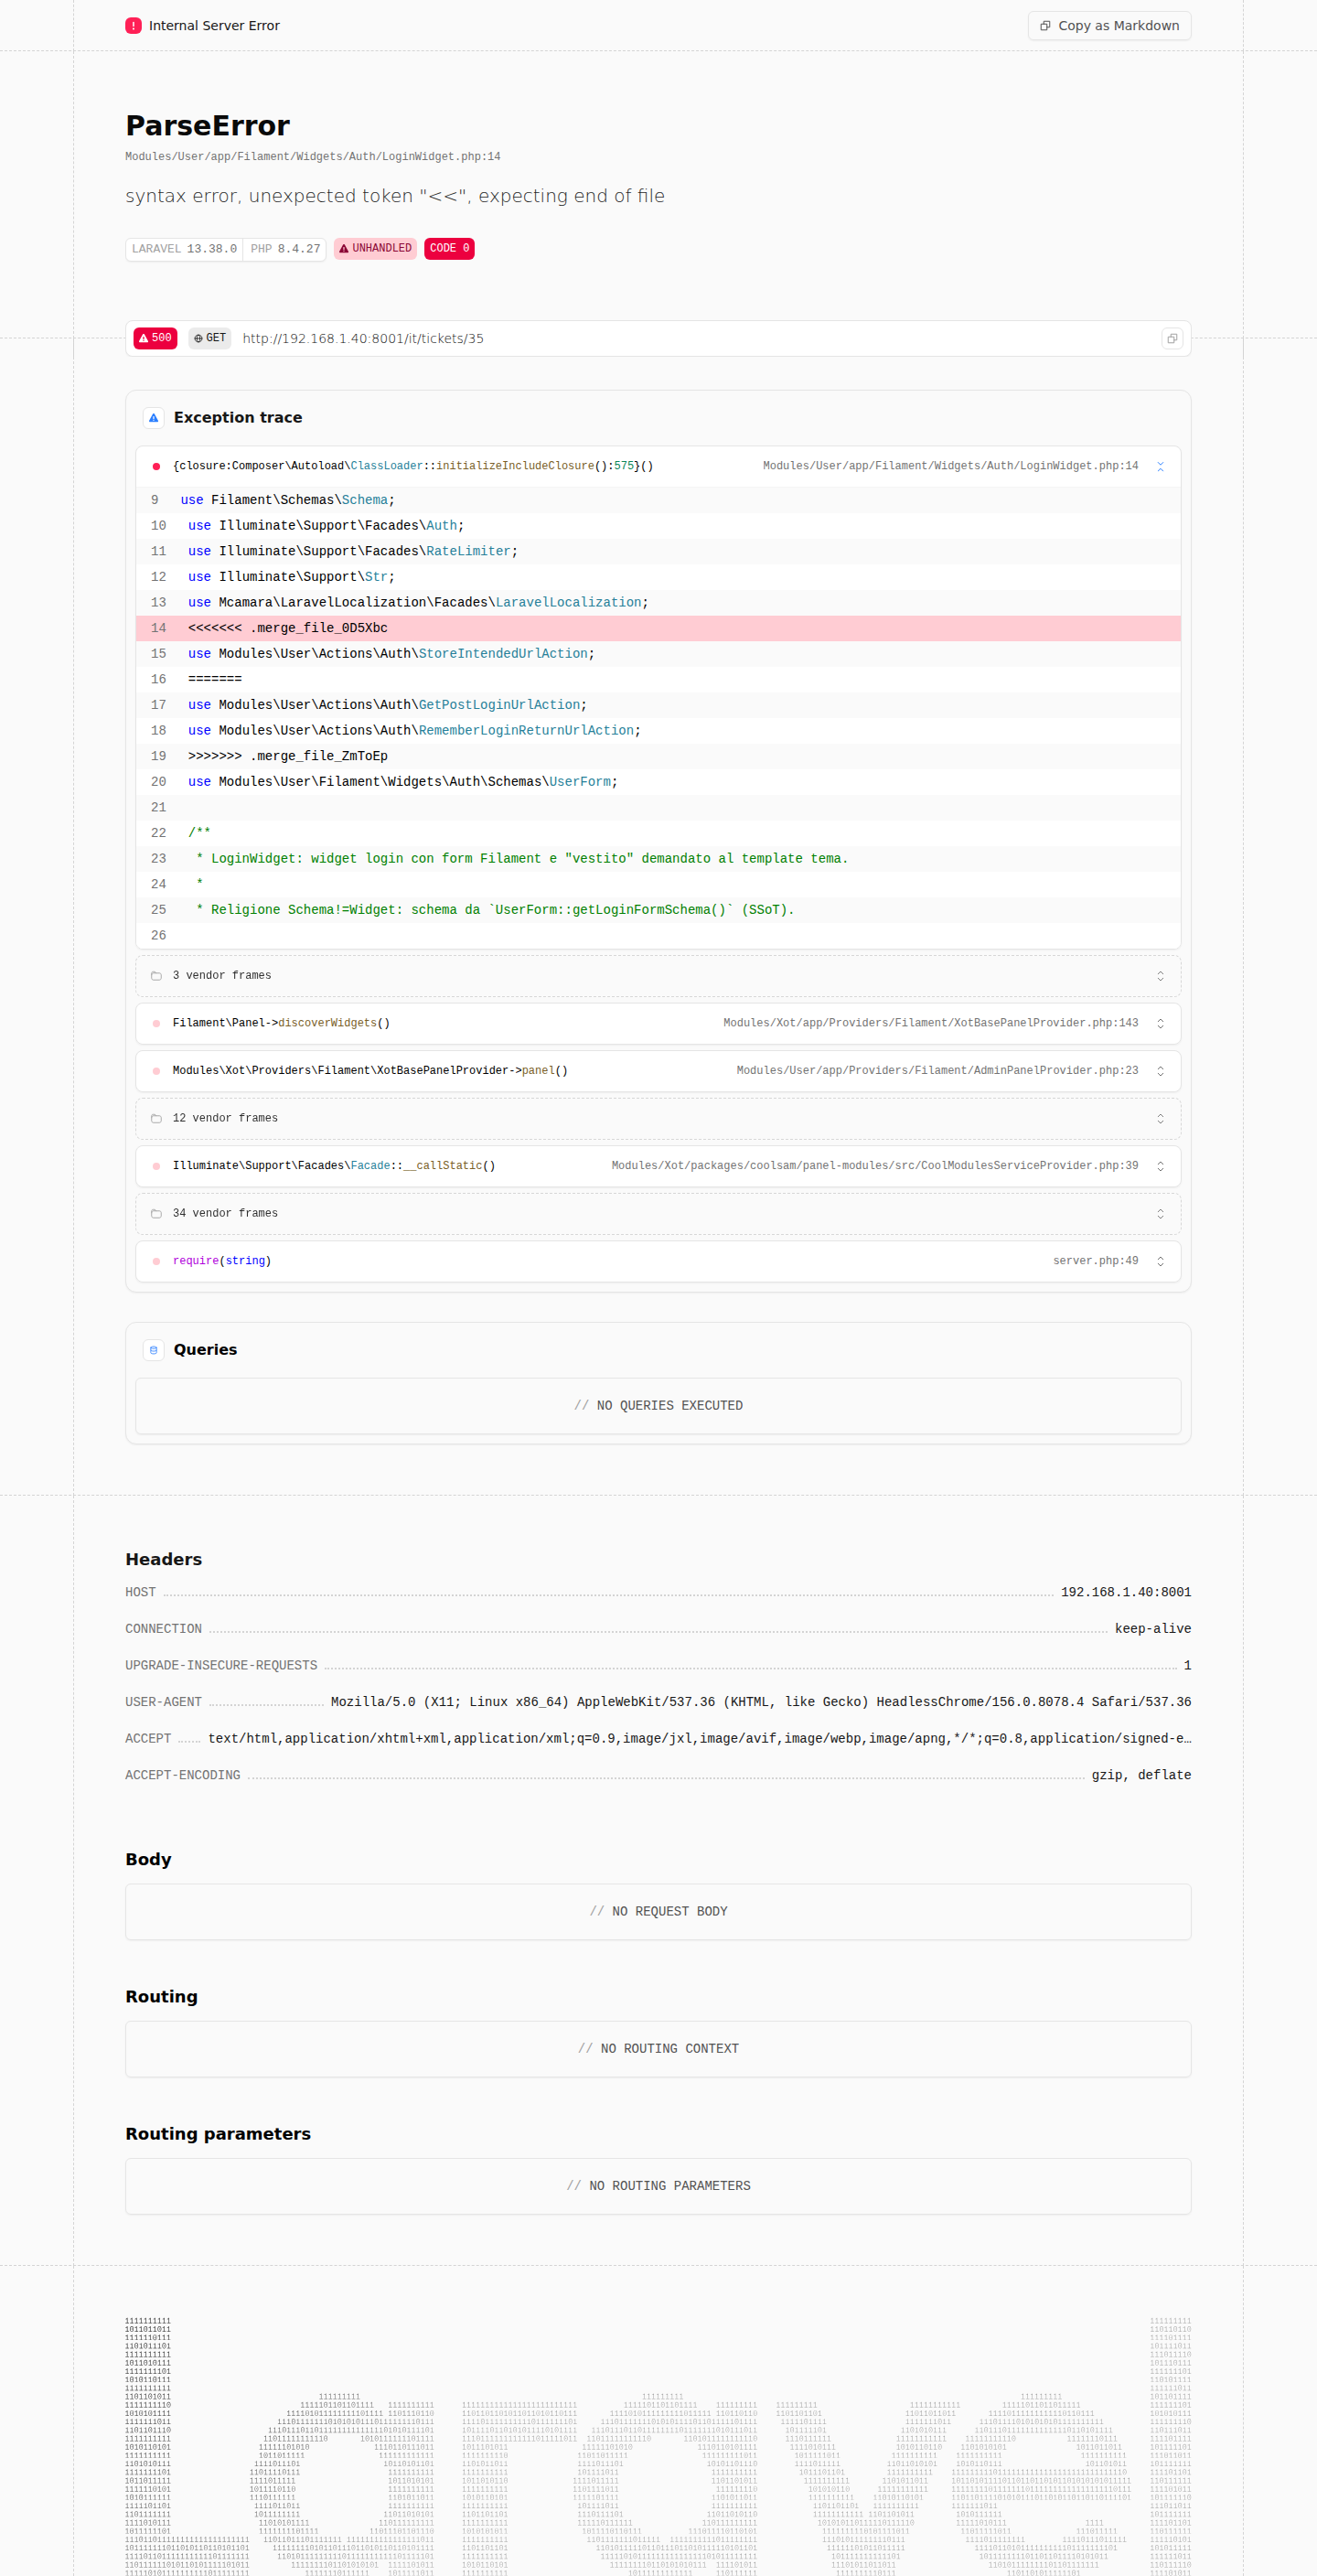 Internal Server Error
Copy as Markdown
ParseError
Modules/User/app/Filament/Widgets/Auth/LoginWidget.php:14
syntax error, unexpected token "<<", expecting end of file
LARAVEL 13.38.0 PHP 8.4.27 UNHANDLED CODE 0
500 GET http://192.168.1.40:8001/it/tickets/35
Exception trace
{closure:Composer\Autoload\ClassLoader::initializeIncludeClosure():575}() Modules/User/app/Filament/Widgets/Auth/LoginWidget.php:14
9 use Filament\Schemas\Schema;
10 use Illuminate\Support\Facades\Auth;
11 use Illuminate\Support\Facades\RateLimiter;
12 use Illuminate\Support\Str;
13 use Mcamara\LaravelLocalization\Facades\LaravelLocalization;
14 <<<<<<< .merge_file_0D5Xbc
15 use Modules\User\Actions\Auth\StoreIntendedUrlAction;
16 =======
17 use Modules\User\Actions\Auth\GetPostLoginUrlAction;
18 use Modules\User\Actions\Auth\RememberLoginReturnUrlAction;
19 >>>>>>> .merge_file_ZmToEp
20 use Modules\User\Filament\Widgets\Auth\Schemas\UserForm;
21
22 /**
23 * LoginWidget: widget login con form Filament e "vestito" demandato al template tema.
24 *
25 * Religione Schema!=Widget: schema da `UserForm::getLoginFormSchema()` (SSoT).
26
3 vendor frames
Filament\Panel->discoverWidgets() Modules/Xot/app/Providers/Filament/XotBasePanelProvider.php:143
Modules\Xot\Providers\Filament\XotBasePanelProvider->panel() Modules/User/app/Providers/Filament/AdminPanelProvider.php:23
12 vendor frames
Illuminate\Support\Facades\Facade::__callStatic() Modules/Xot/packages/coolsam/panel-modules/src/CoolModulesServiceProvider.php:39
34 vendor frames
require(string) server.php:49
Queries
// NO QUERIES EXECUTED
Headers
HOST 192.168.1.40:8001
CONNECTION keep-alive
UPGRADE-INSECURE-REQUESTS 1
USER-AGENT Mozilla/5.0 (X11; Linux x86_64) AppleWebKit/537.36 (KHTML, like Gecko) HeadlessChrome/156.0.8078.4 Safari/537.36
ACCEPT text/html,application/xhtml+xml,application/xml;q=0.9,image/jxl,image/avif,image/webp,image/apng,*/*;q=0.8,application/signed-e…
ACCEPT-ENCODING gzip, deflate
Body
// NO REQUEST BODY
Routing
// NO ROUTING CONTEXT
Routing parameters
// NO ROUTING PARAMETERS